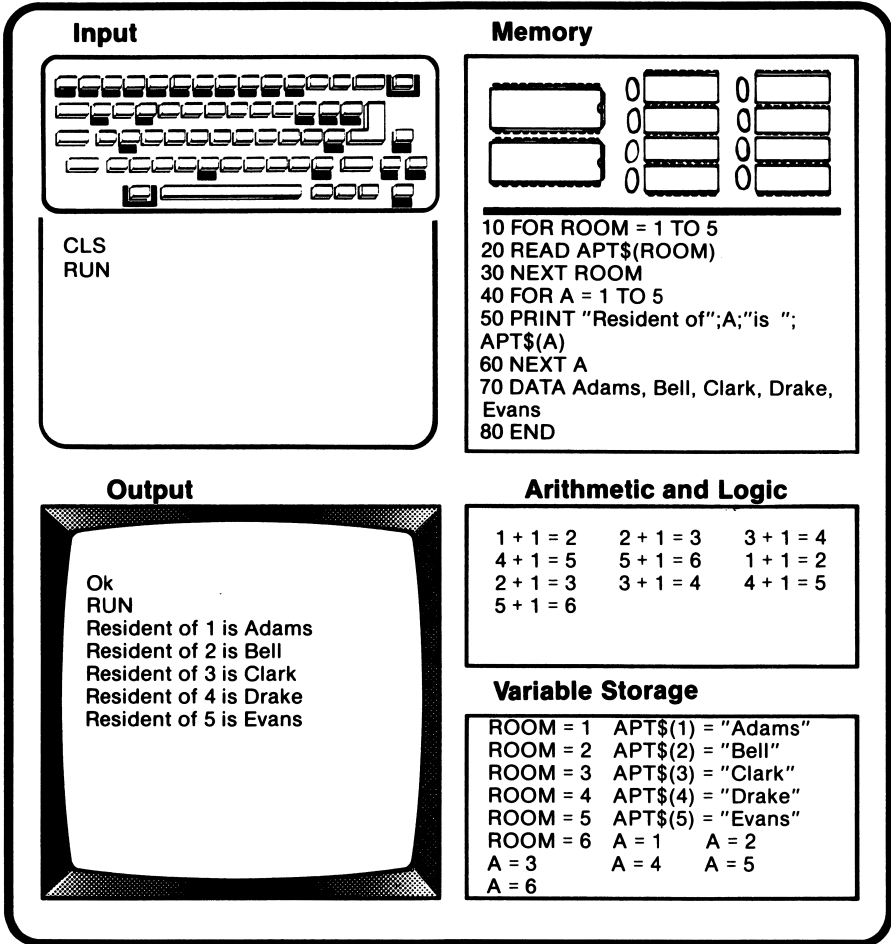 Input
CLS
RUN
Memory
10 FOR ROOM = 1 TO 5
20 READ APT$(ROOM)
30 NEXT ROOM
40 FOR A = 1 TO 5
50 PRINT "Resident of";A;"is  ";
APT$(A)
60 NEXT A
70 DATA Adams, Bell, Clark, Drake,
Evans
80 END
Output
Ok
RUN
Resident of 1 is Adams
Resident of 2 is Bell
Resident of 3 is Clark
Resident of 4 is Drake
Resident of 5 is Evans
Arithmetic and Logic
1 + 1 = 2 2 + 1 = 3 3 + 1 = 4
4 + 1 = 5 5 + 1 = 6 1 + 1 = 2
2 + 1 = 3 3 + 1 = 4 4 + 1 = 5
5 + 1 = 6
Variable Storage
ROOM = 1 APT$(1) = "Adams"
ROOM = 2 APT$(2) = "Bell"
ROOM = 3 APT$(3) = "Clark"
ROOM = 4 APT$(4) = "Drake"
ROOM = 5 APT$(5) = "Evans"
ROOM = 6 A = 1 A = 2
A = 3 A = 4 A = 5
A = 6